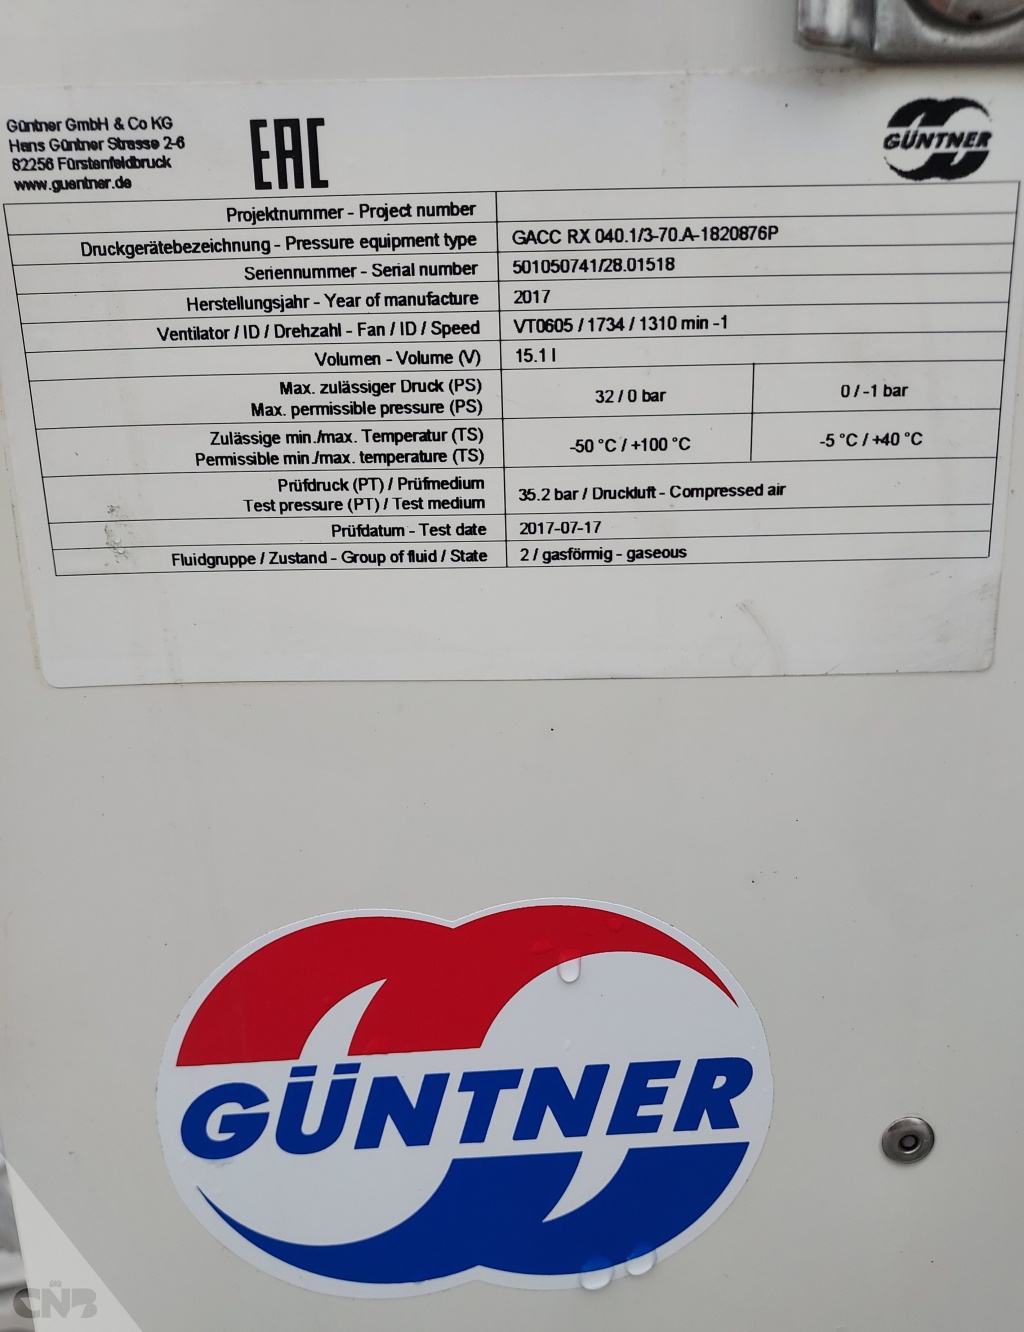 Güntner GmbH & Co KG
Hans Güntner Strasse 2-6
82256 Fürstenfeldbruck
www.guentner.de
EAC
GÜNTNER
Projektnummer - Project number
Druckgerätebezeichnung - Pressure equipment type GACC RX 040.1/3-70.A-1820876P
Seriennummer - Serial number 501050741/28.01518
Herstellungsjahr - Year of manufacture 2017
Ventilator / ID / Drehzahl - Fan / ID / Speed VT0605 / 1734 / 1310 min -1
Volumen - Volume (V) 15.1 l
Max. zulässiger Druck (PS)
Max. permissible pressure (PS) 32 / 0 bar 0 / -1 bar
Zulässige min./max. Temperatur (TS)
Permissible min./max. temperature (TS) -50 °C / +100 °C -5 °C / +40 °C
Prüfdruck (PT) / Prüfmedium
Test pressure (PT) / Test medium 35.2 bar / Druckluft - Compressed air
Prüfdatum - Test date 2017-07-17
Fluidgruppe / Zustand - Group of fluid / State 2 / gasförmig - gaseous
GÜNTNER
CNB